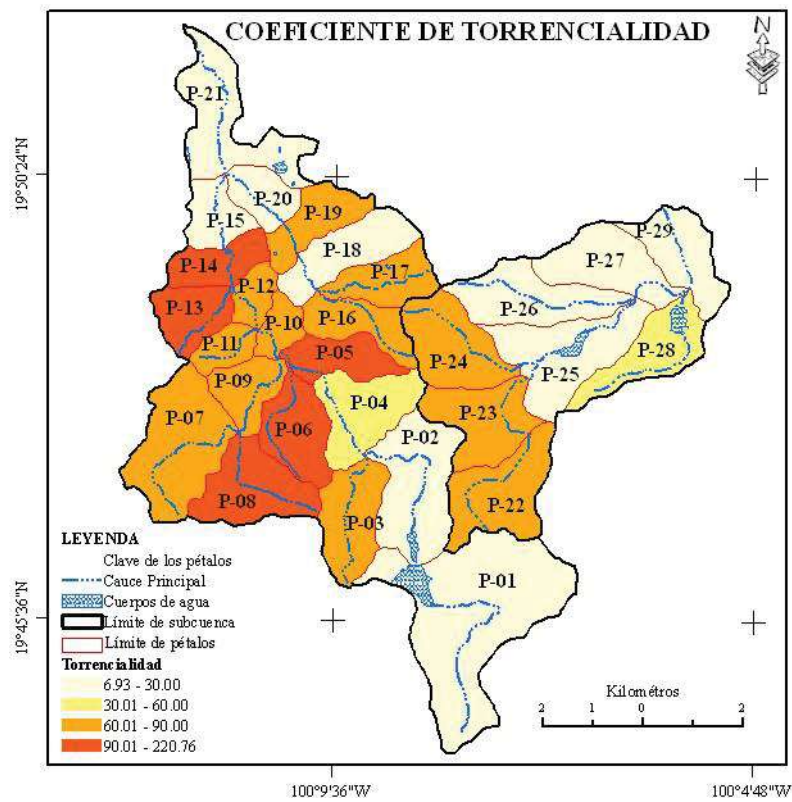 COEFICIENTE DE TORRENCIALIDAD
N
P-21
19°50'24"N
P-20
P-19
P-15
P-29
P-18
P-27
P-14
P-17
P-12
P-13
P-26
P-10
P-16
P-11
P-05
P-24
P-28
P-25
P-09
P-04
P-07
P-23
P-02
P-06
P-08
P-22
P-03
P-01
LEYENDA
Clave de los pétalos
Cauce Principal
Cuerpos de agua
Límite de subcuenca
Límite de pétalos
Torrencialidad
6.93 - 30.00
30.01 - 60.00
60.01 - 90.00
90.01 - 220.76
19°45'36"N
Kilométros
2 1 0 2
100°9'36"W
100°4'48"W